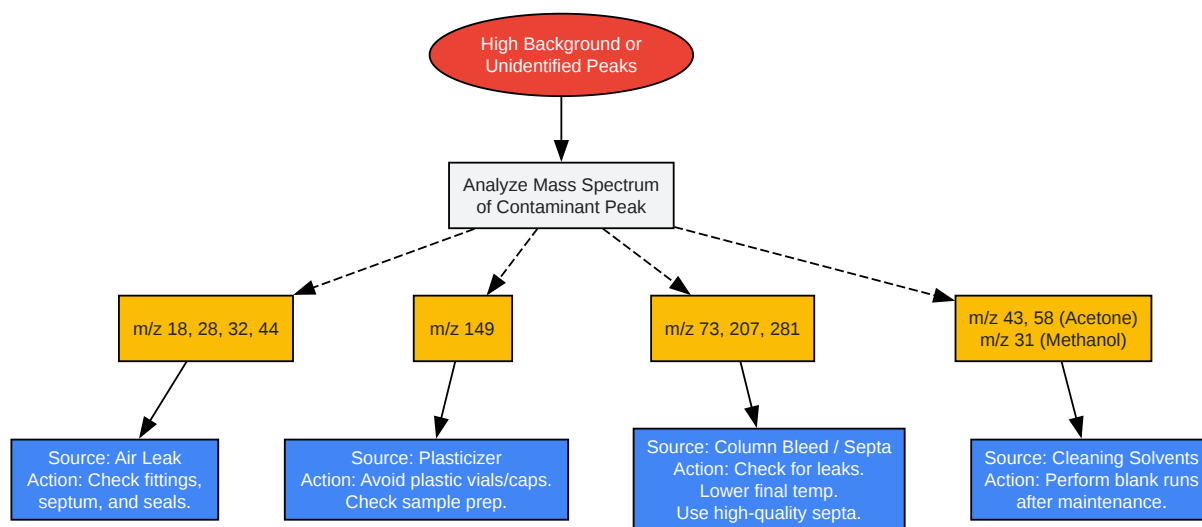 High Background or
Unidentified Peaks
Analyze Mass Spectrum
of Contaminant Peak
m/z 18, 28, 32, 44
m/z 149
m/z 73, 207, 281
m/z 43, 58 (Acetone)
m/z 31 (Methanol)
Source: Air Leak
Action: Check fittings,
septum, and seals.
Source: Plasticizer
Action: Avoid plastic vials/caps.
Check sample prep.
Source: Column Bleed / Septa
Action: Check for leaks.
Lower final temp.
Use high-quality septa.
Source: Cleaning Solvents
Action: Perform blank runs
after maintenance.